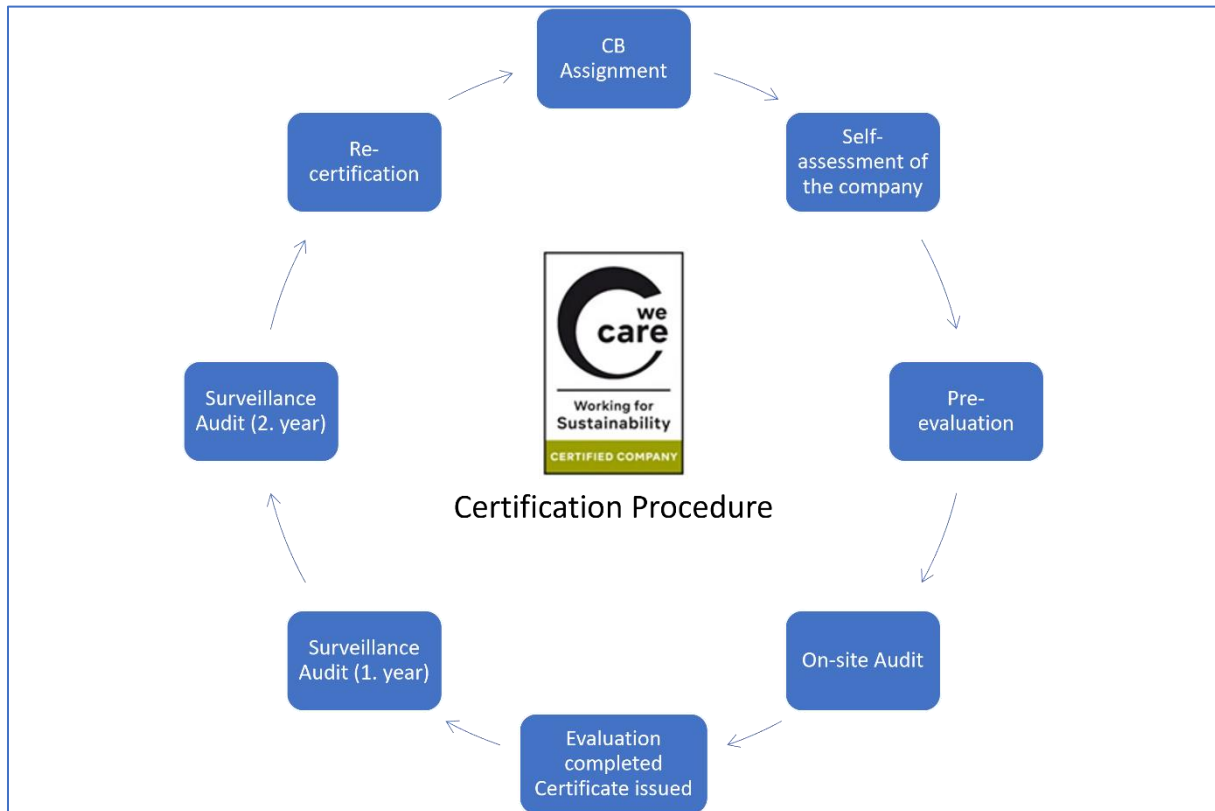 CB
Assignment
Self-
assessment of
the company
Pre-
evaluation
On-site Audit
Evaluation
completed
Certificate issued
Surveillance
Audit (1. year)
Surveillance
Audit (2. year)
Re-
certification
we
care
Working for
Sustainability
CERTIFIED COMPANY
Certification Procedure